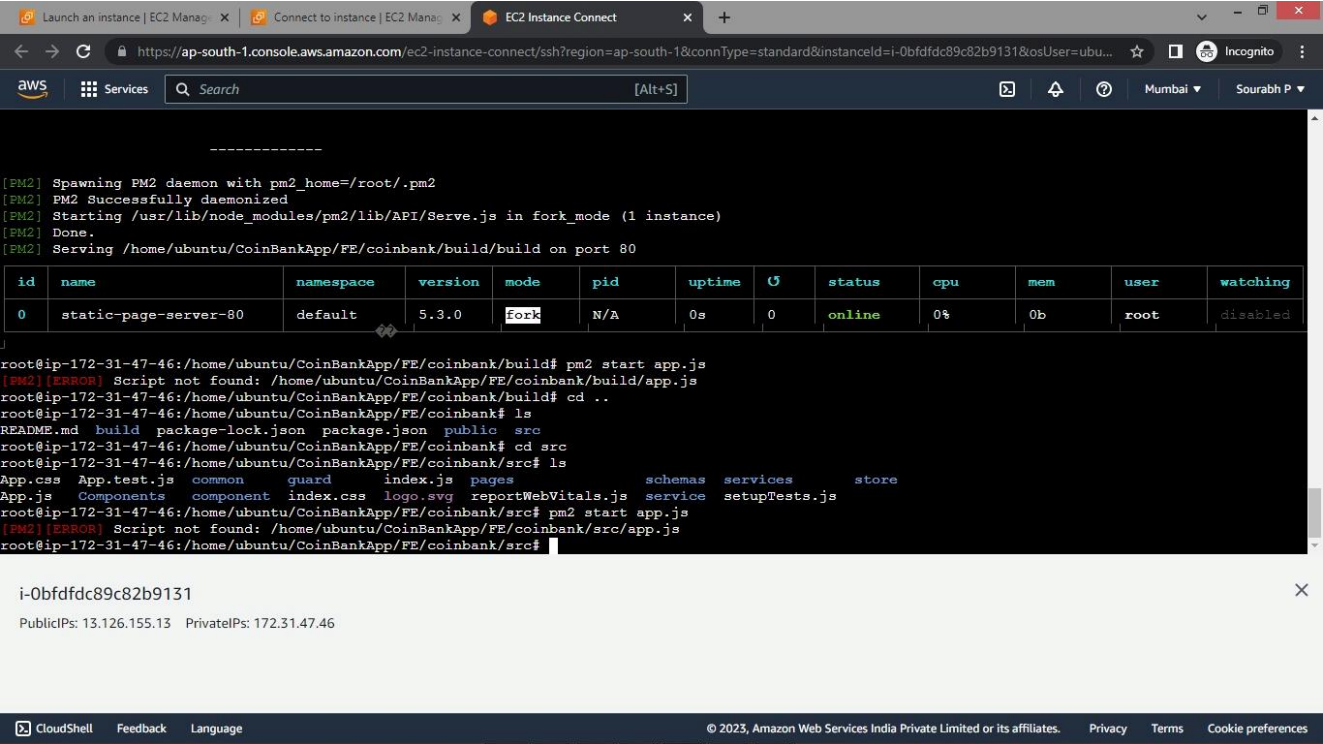 Launch an instance | EC2 Manag
Connect to instance | EC2 Manag
EC2 Instance Connect
https://ap-south-1.console.aws.amazon.com/ec2-instance-connect/ssh?region=ap-south-1&connType=standard&instanceId=i-0bfdfdc89c82b9131&osUser=ubu...
Incognito
aws
Services
Search
[Alt+S]
Mumbai
Sourabh P
-------------
[PM2] Spawning PM2 daemon with pm2_home=/root/.pm2
[PM2] PM2 Successfully daemonized
[PM2] Starting /usr/lib/node_modules/pm2/lib/API/Serve.js in fork_mode (1 instance)
[PM2] Done.
[PM2] Serving /home/ubuntu/CoinBankApp/FE/coinbank/build/build on port 80
id name namespace version mode pid uptime ↺ status cpu mem user watching
0 static-page-server-80 default 5.3.0 fork N/A 0s 0 online 0% 0b root disabled
root@ip-172-31-47-46:/home/ubuntu/CoinBankApp/FE/coinbank/build# pm2 start app.js
[PM2][ERROR] Script not found: /home/ubuntu/CoinBankApp/FE/coinbank/build/app.js
root@ip-172-31-47-46:/home/ubuntu/CoinBankApp/FE/coinbank/build# cd ..
root@ip-172-31-47-46:/home/ubuntu/CoinBankApp/FE/coinbank# ls
README.md build package-lock.json package.json public src
root@ip-172-31-47-46:/home/ubuntu/CoinBankApp/FE/coinbank# cd src
root@ip-172-31-47-46:/home/ubuntu/CoinBankApp/FE/coinbank/src# ls
App.css App.test.js common guard index.js pages schemas services store
App.js Components component index.css logo.svg reportWebVitals.js service setupTests.js
root@ip-172-31-47-46:/home/ubuntu/CoinBankApp/FE/coinbank/src# pm2 start app.js
[PM2][ERROR] Script not found: /home/ubuntu/CoinBankApp/FE/coinbank/src/app.js
root@ip-172-31-47-46:/home/ubuntu/CoinBankApp/FE/coinbank/src#
i-0bfdfdc89c82b9131
PublicIPs: 13.126.155.13 PrivateIPs: 172.31.47.46
CloudShell Feedback Language © 2023, Amazon Web Services India Private Limited or its affiliates. Privacy Terms Cookie preferences